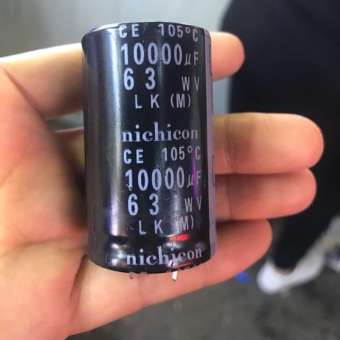 CE 105°C
10000μF
63 WV
LK (M)
nichicon
CE 105°C
10000μF
63 WV
LK (M)
nichicon